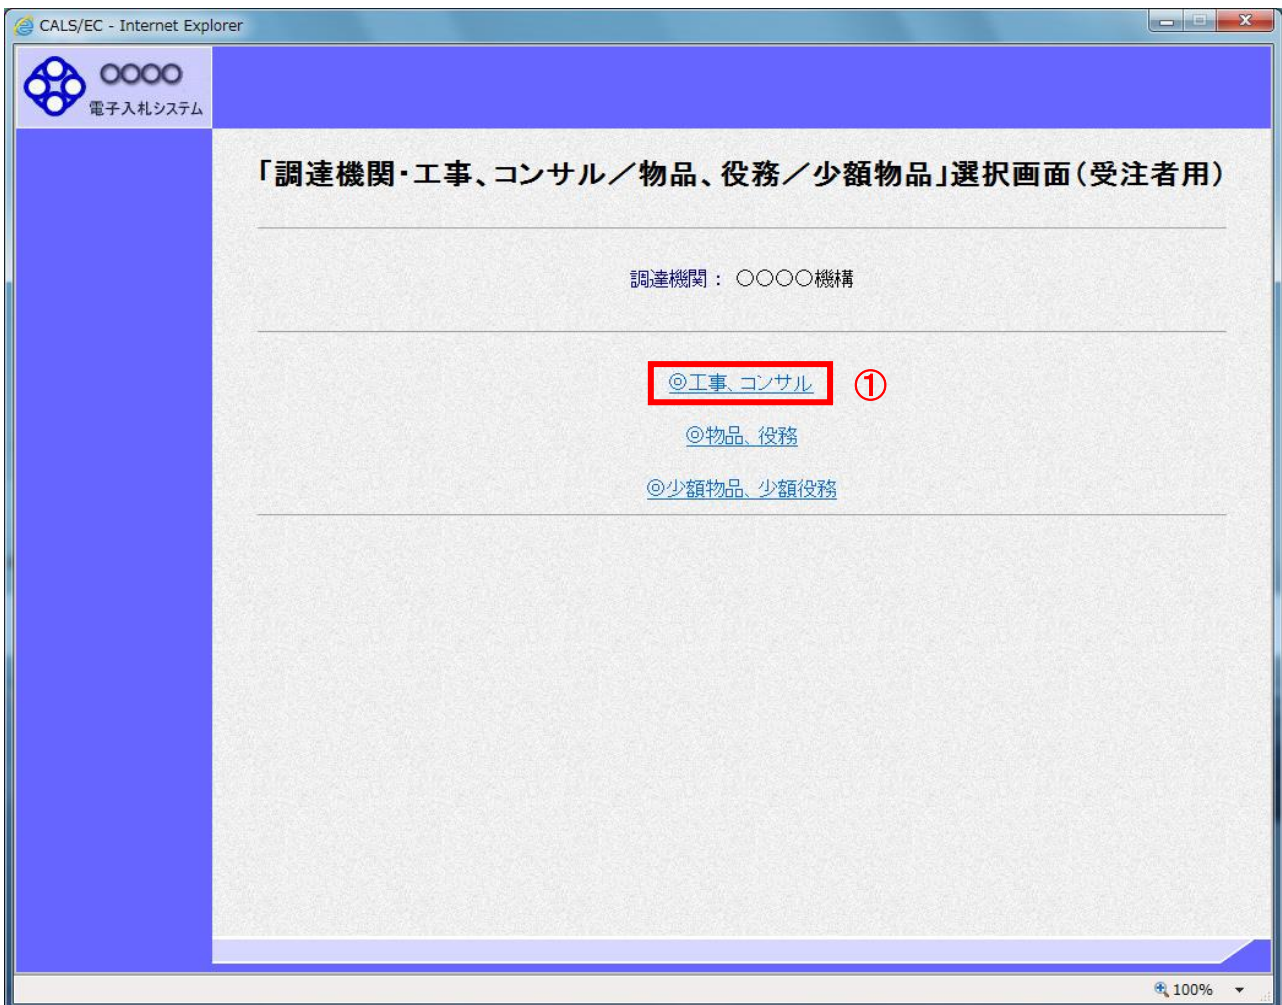 CALS/EC - Internet Explorer
○○○○
電子入札システム
「調達機関・工事、コンサル／物品、役務／少額物品」選択画面（受注者用）
調達機関： ○○○○機構
◎工事、コンサル ①
◎物品、役務
◎少額物品、少額役務
100%